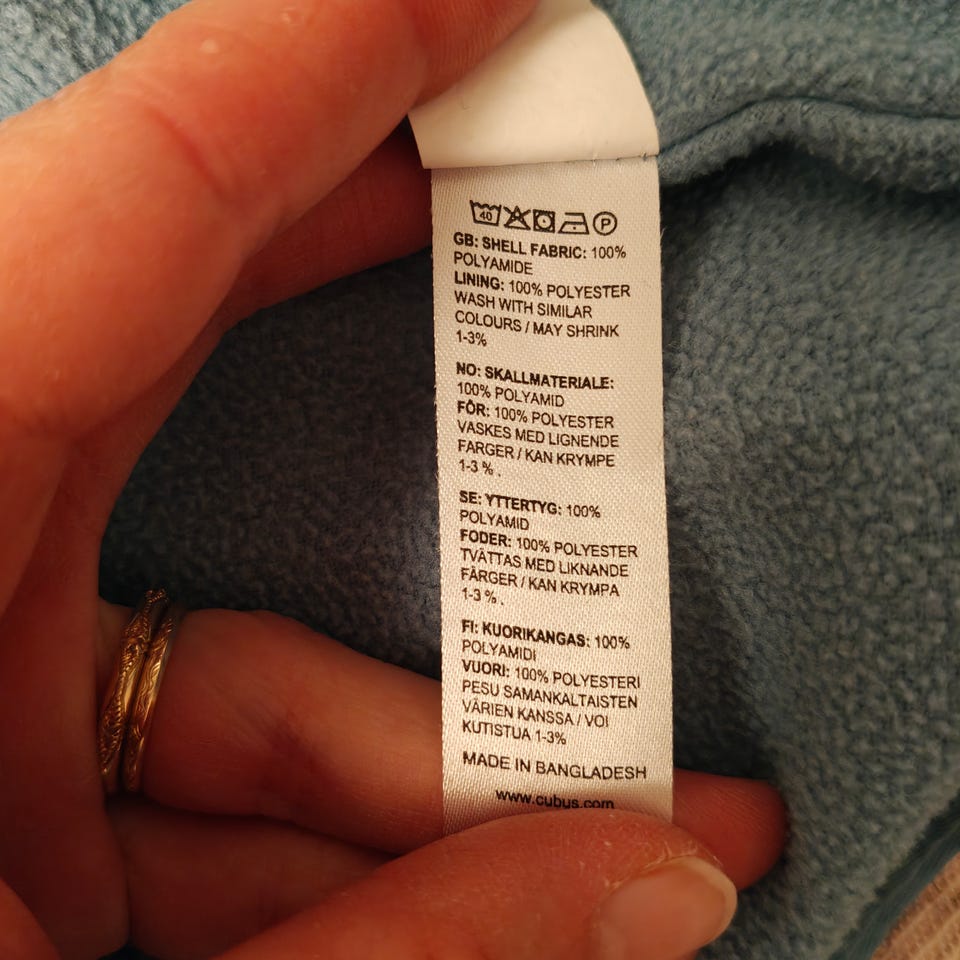 40 P
GB: SHELL FABRIC: 100%
POLYAMIDE
LINING: 100% POLYESTER
WASH WITH SIMILAR
COLOURS / MAY SHRINK
1-3%
NO: SKALLMATERIALE:
100% POLYAMID
FÔR: 100% POLYESTER
VASKES MED LIGNENDE
FARGER / KAN KRYMPE
1-3 % .
SE: YTTERTYG: 100%
POLYAMID
FODER: 100% POLYESTER
TVÄTTAS MED LIKNANDE
FÄRGER / KAN KRYMPA
1-3 % .
FI: KUORIKANGAS: 100%
POLYAMIDI
VUORI: 100% POLYESTERI
PESU SAMANKALTAISTEN
VÄRIEN KANSSA / VOI
KUTISTUA 1-3%
MADE IN BANGLADESH
www.cubus.com